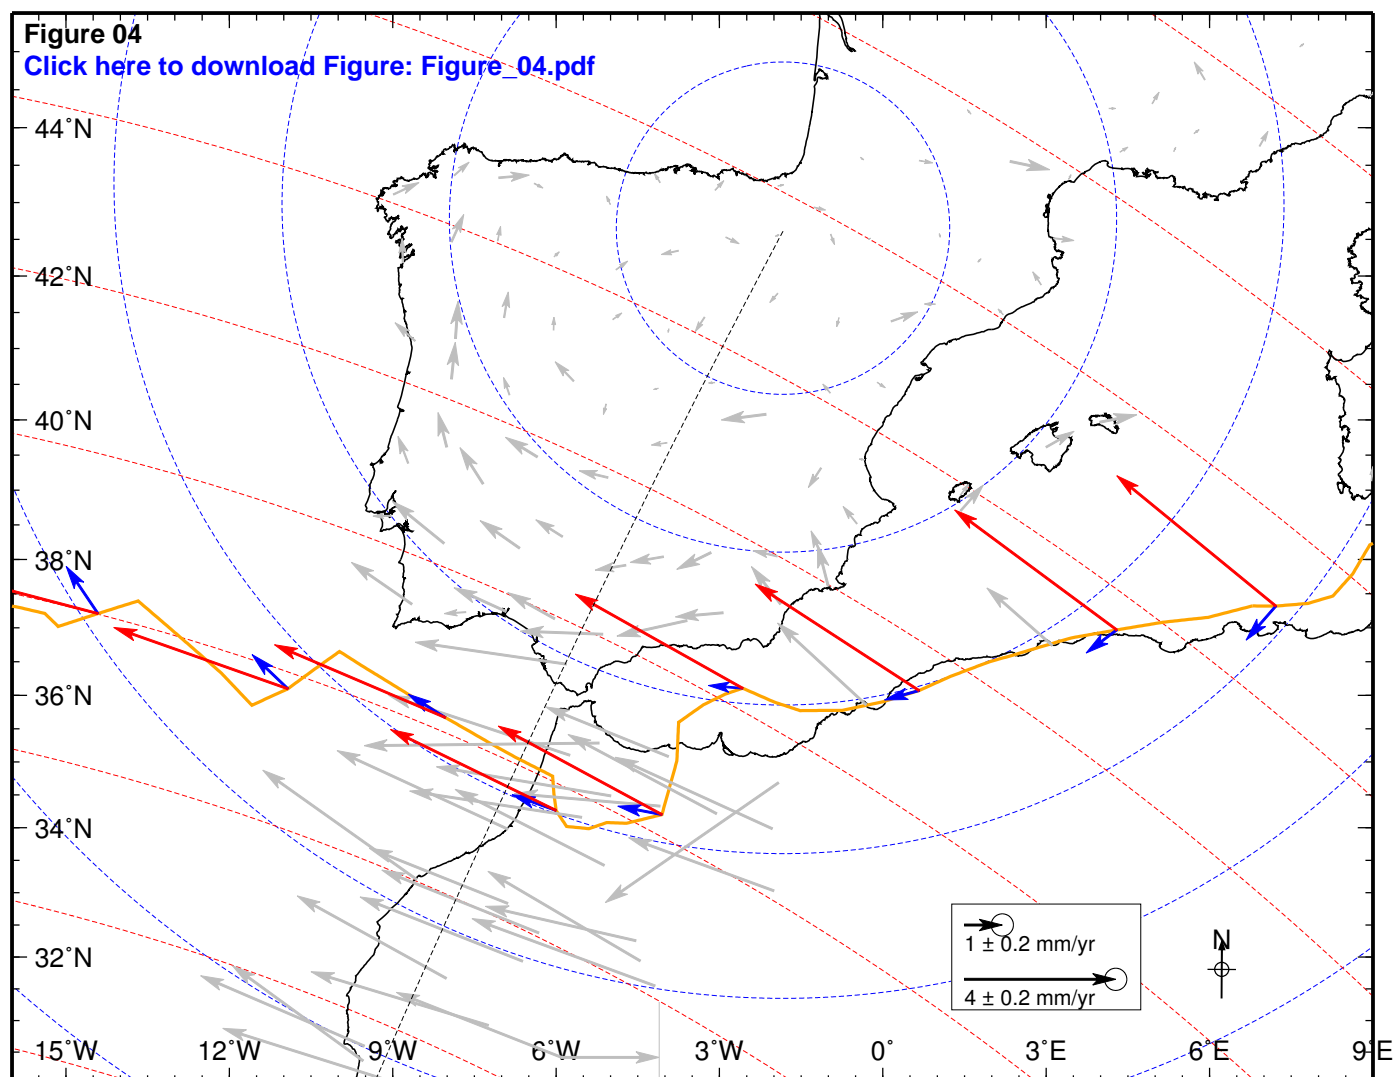 Figure 04
Click here to download Figure: Figure_04.pdf
44˚N
42˚N
40˚N
38˚N
36˚N
34˚N
32˚N
1 ± 0.2 mm/yr
4 ± 0.2 mm/yr
N
15˚W 12˚W 9˚W 6˚W 3˚W 0˚ 3˚E 6˚E 9˚E